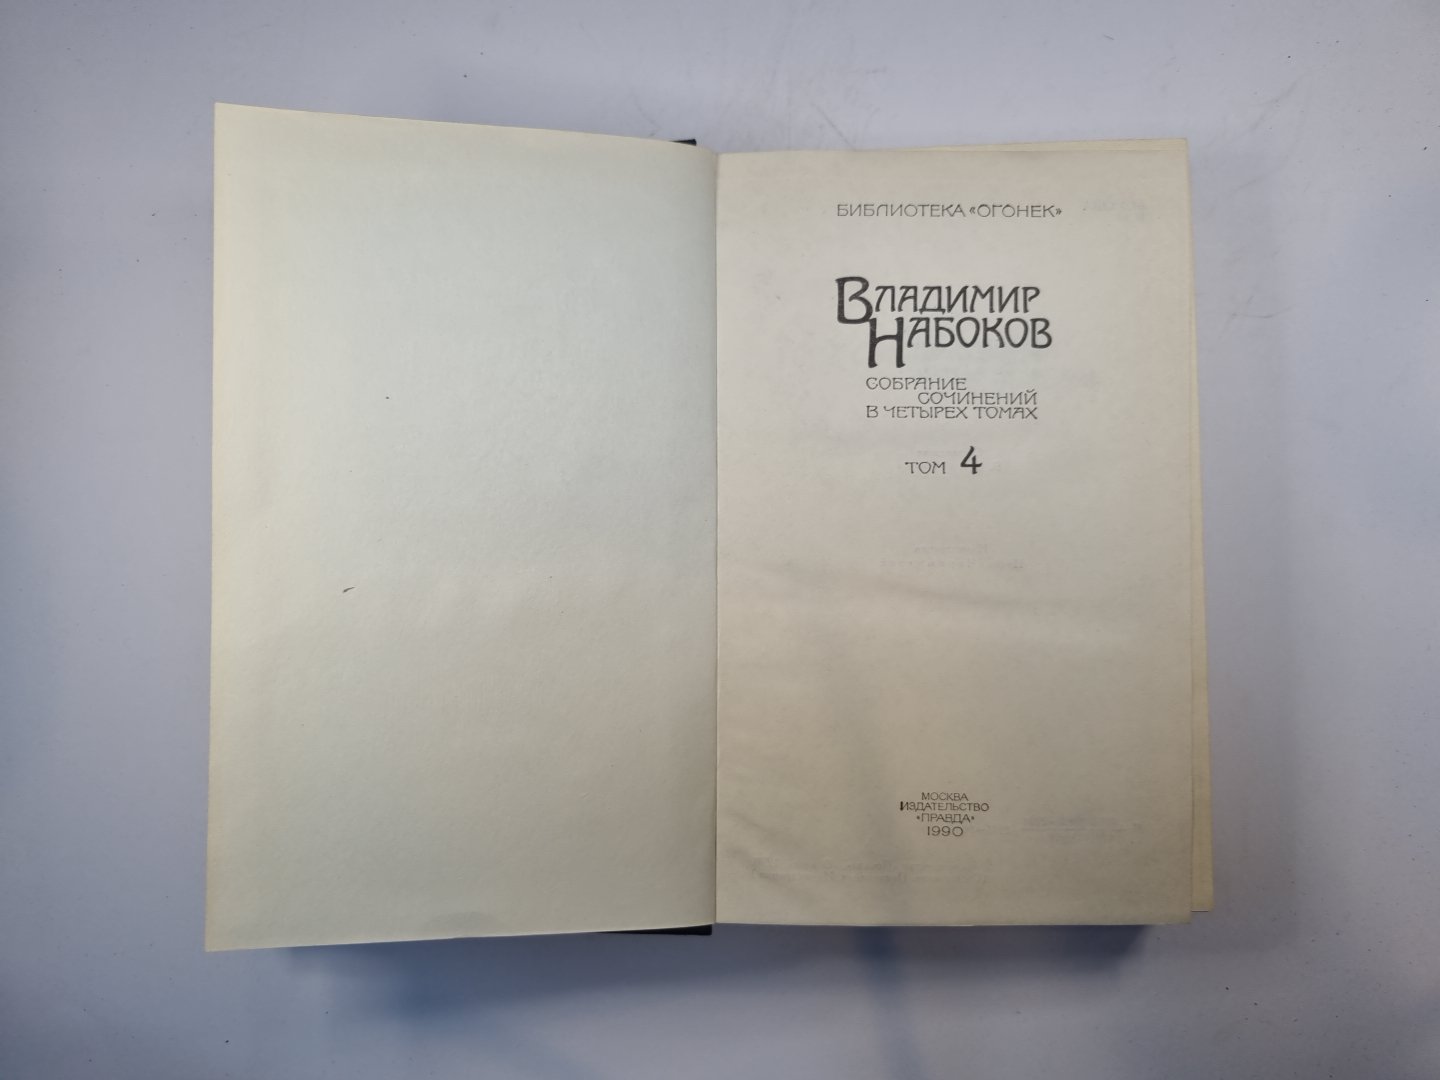 БИБЛИОТЕКА «ОГОНЕК»
ВЛАДИМИР
НАБОКОВ
СОБРАНИЕ
СОЧИНЕНИЙ
В ЧЕТЫРЕХ ТОМАХ
ТОМ 4
МОСКВА
ИЗДАТЕЛЬСТВО
«ПРАВДА»
1990